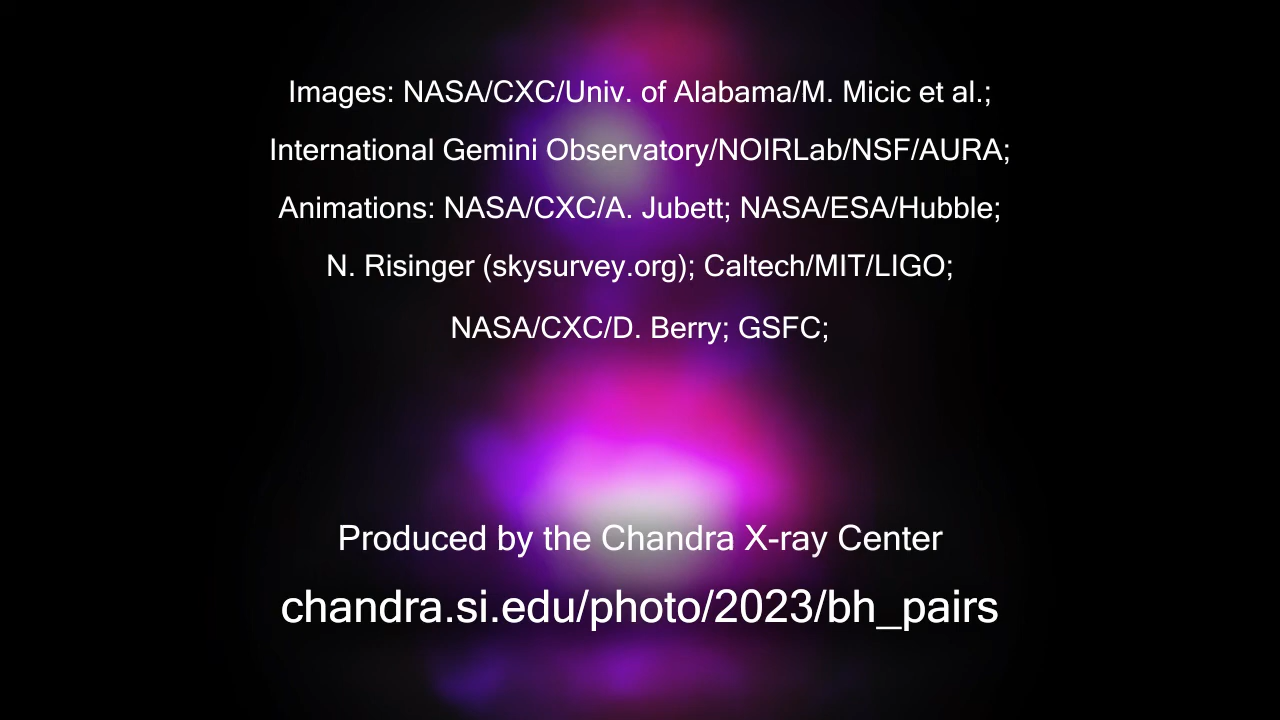 Images: NASA/CXC/Univ. of Alabama/M. Micic et al.;
International Gemini Observatory/NOIRLab/NSF/AURA;
Animations: NASA/CXC/A. Jubett; NASA/ESA/Hubble;
N. Risinger (skysurvey.org); Caltech/MIT/LIGO;
NASA/CXC/D. Berry; GSFC;
Produced by the Chandra X-ray Center
chandra.si.edu/photo/2023/bh_pairs